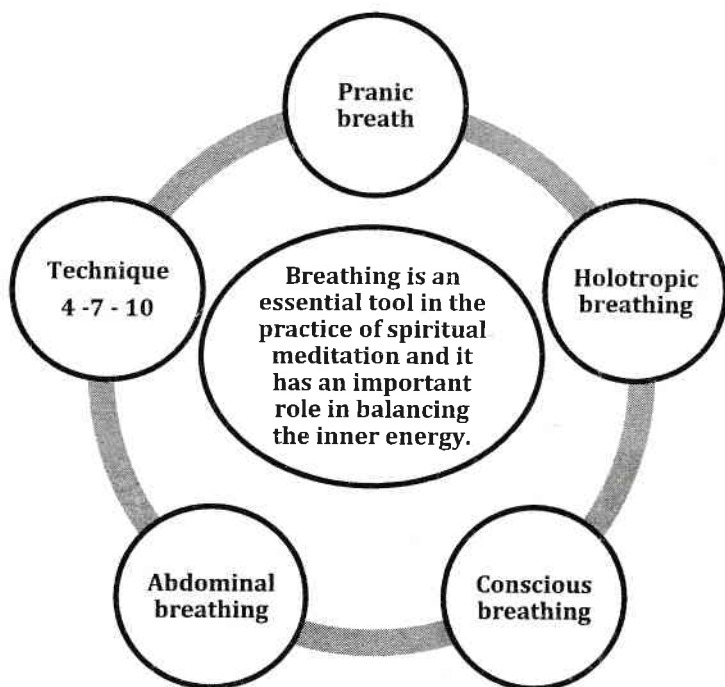 Pranic
breath
Technique
4 -7 - 10
Breathing is an
essential tool in the
practice of spiritual
meditation and it
has an important
role in balancing
the inner energy.
Holotropic
breathing
Abdominal
breathing
Conscious
breathing